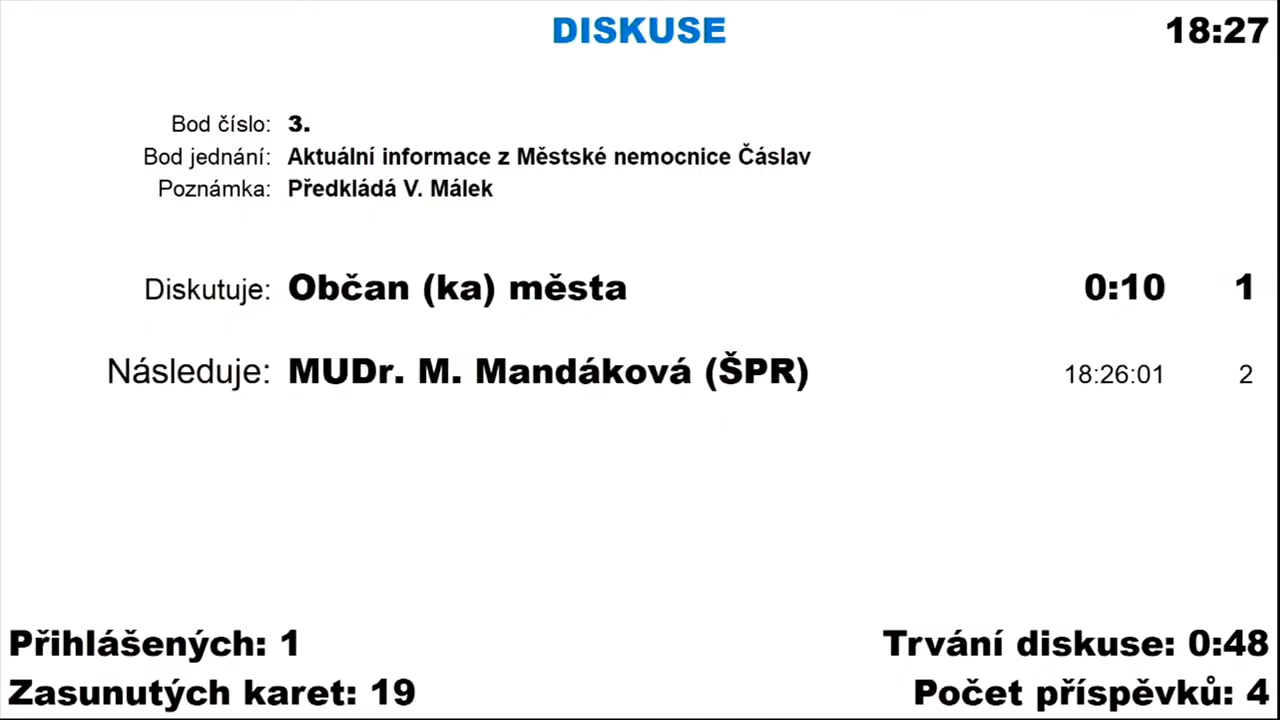 DISKUSE 18:27
Bod číslo: 3.
Bod jednání: Aktuální informace z Městské nemocnice Čáslav
Poznámka: Předkládá V. Málek
Diskutuje: Občan (ka) města 0:10 1
Následuje: MUDr. M. Mandáková (ŠPR) 18:26:01 2
Přihlášených: 1 Trvání diskuse: 0:48
Zasunutých karet: 19 Počet příspěvků: 4